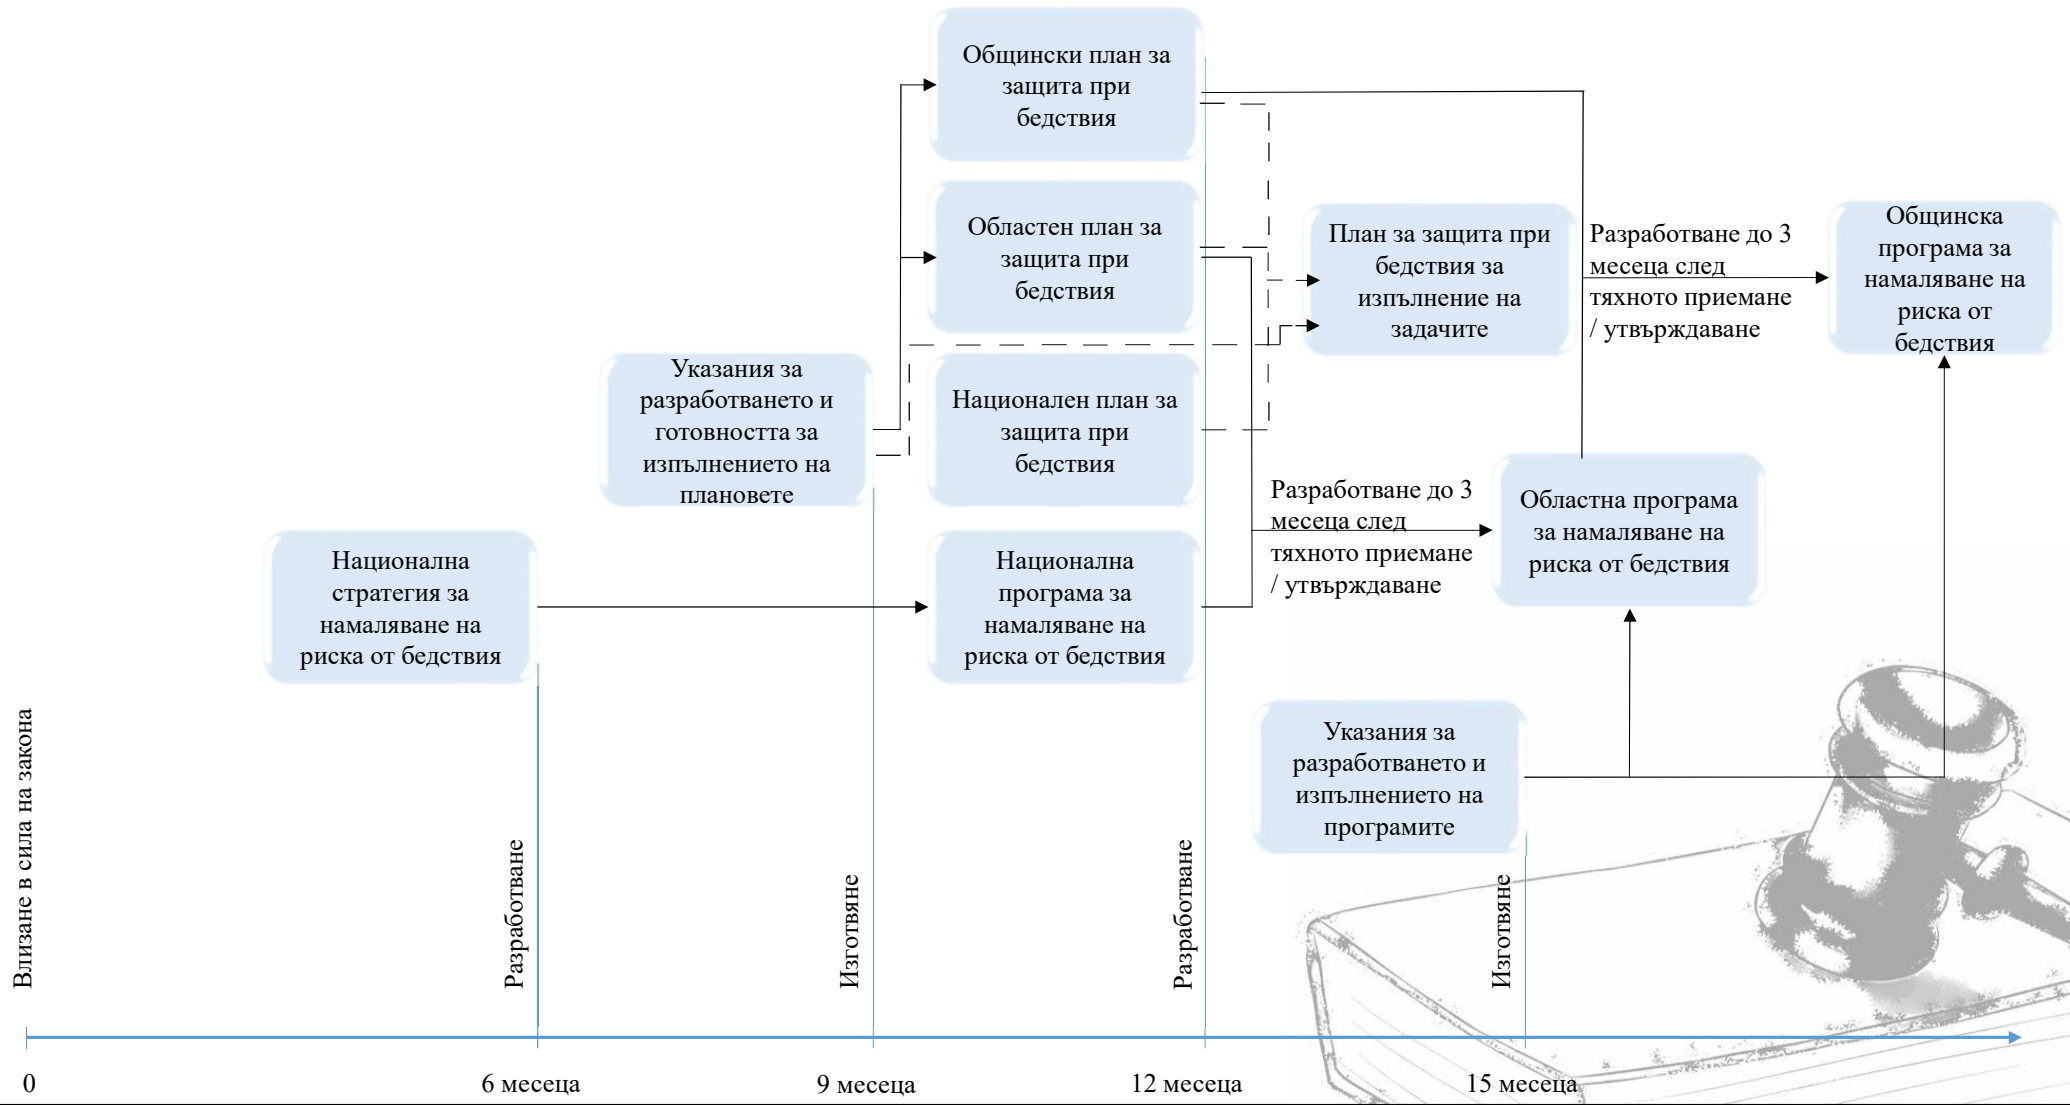 Общински план за
защита при
бедствия
Областен план за
защита при
бедствия
План за защита при
бедствия за
изпълнение на
задачите
Разработване до 3
месеца след
тяхното приемане
/ утвърждаване
Общинска
програма за
намаляване на
риска от
бедствия
Указания за
разработването и
готовността за
изпълнението на
плановете
Национален план за
защита при
бедствия
Разработване до 3
месеца след
тяхното приемане
/ утвърждаване
Областна програма
за намаляване на
риска от бедствия
Национална
стратегия за
намаляване на
риска от бедствия
Национална
програма за
намаляване на
риска от бедствия
Указания за
разработването и
изпълнението на
програмите
Влизане в сила на закона
Разработване
Изготвяне
Разработване
Изготвяне
0
6 месеца
9 месеца
12 месеца
15 месеца